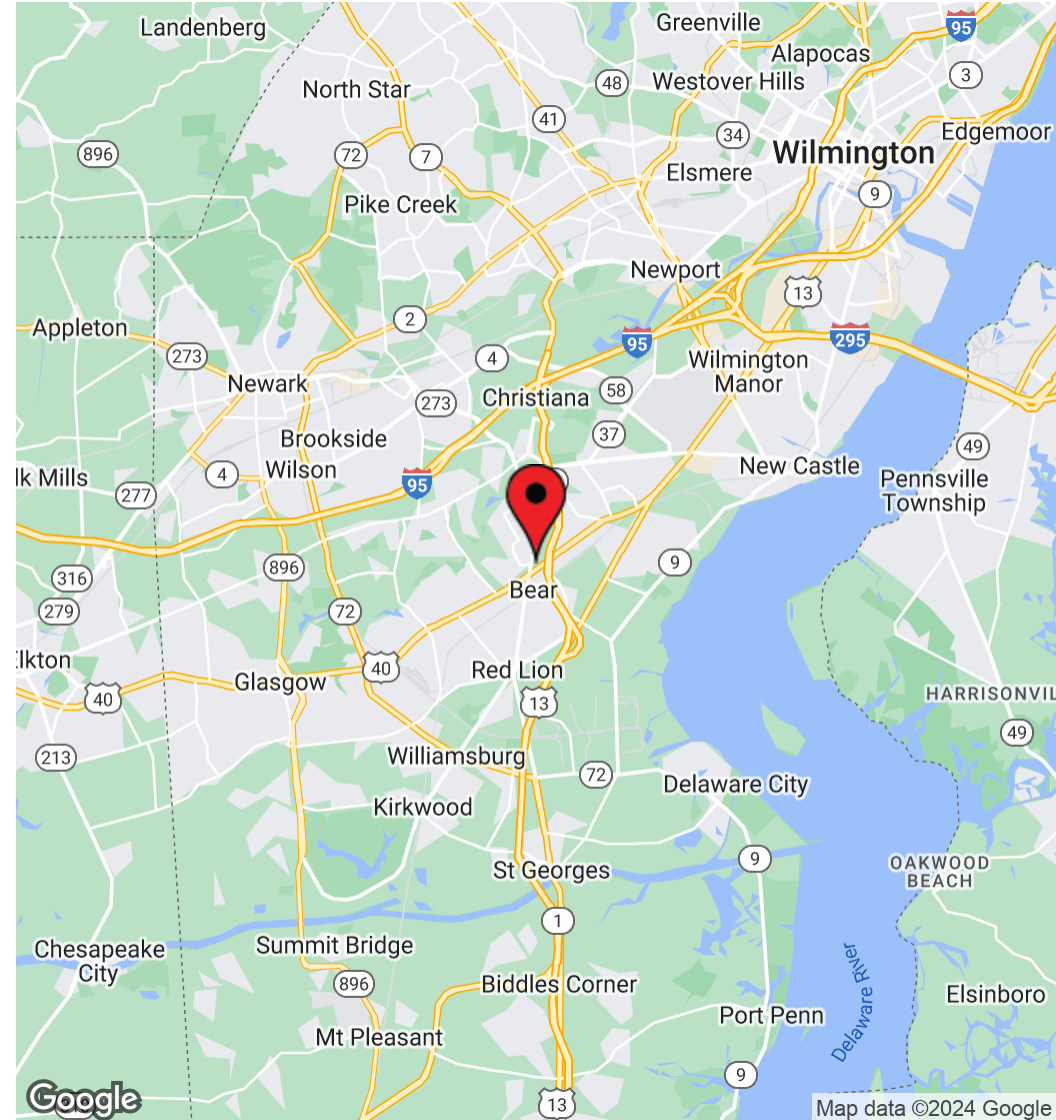 Landenberg
Greenville
95
Alapocas
3
North Star
48
Westover Hills
41
34
Edgemoor
896
72
7
Wilmington
Elsmere
9
Pike Creek
Newport
13
2
Appleton
273
4
95
295
Wilmington
Manor
Newark
58
273
Christiana
37
Brookside
49
Wilson
4
lk Mills
95
New Castle
Pennsville
Township
277
896
9
316
Bear
279
72
lkton
40
Red Lion
Glasgow
40
HARRISONVIL
13
49
213
Williamsburg
72
Delaware City
Kirkwood
9
OAKWOOD
BEACH
St Georges
1
Chesapeake
City
Summit Bridge
896
Biddles Corner
Elsinboro
Delaware River
Port Penn
Mt Pleasant
9
Google
13
Map data ©2024 Google